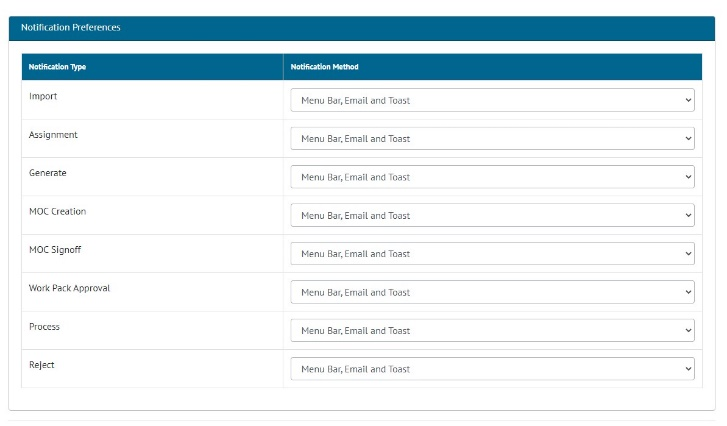 Notification Preferences
Notification Type Notification Method
Import Menu Bar, Email and Toast
Assignment Menu Bar, Email and Toast
Generate Menu Bar, Email and Toast
MOC Creation Menu Bar, Email and Toast
MOC Signoff Menu Bar, Email and Toast
Work Pack Approval Menu Bar, Email and Toast
Process Menu Bar, Email and Toast
Reject Menu Bar, Email and Toast